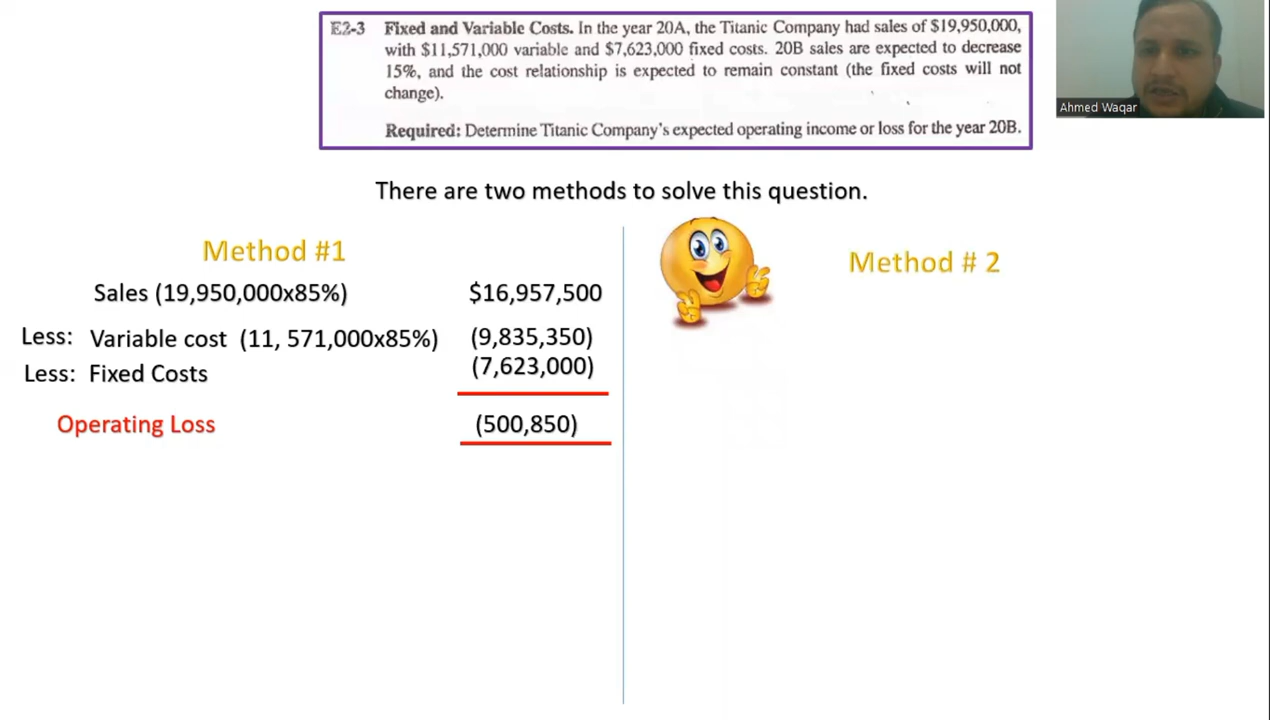 E2-3 Fixed and Variable Costs. In the year 20A, the Titanic Company had sales of $19,950,000,
with $11,571,000 variable and $7,623,000 fixed costs. 20B sales are expected to decrease
15%, and the cost relationship is expected to remain constant (the fixed costs will not
change).
Required: Determine Titanic Company's expected operating income or loss for the year 20B.
Ahmed Waqar
There are two methods to solve this question.
Method #1
Sales (19,950,000x85%) $16,957,500
Less: Variable cost (11, 571,000x85%) (9,835,350)
Less: Fixed Costs (7,623,000)
Operating Loss (500,850)
Method # 2